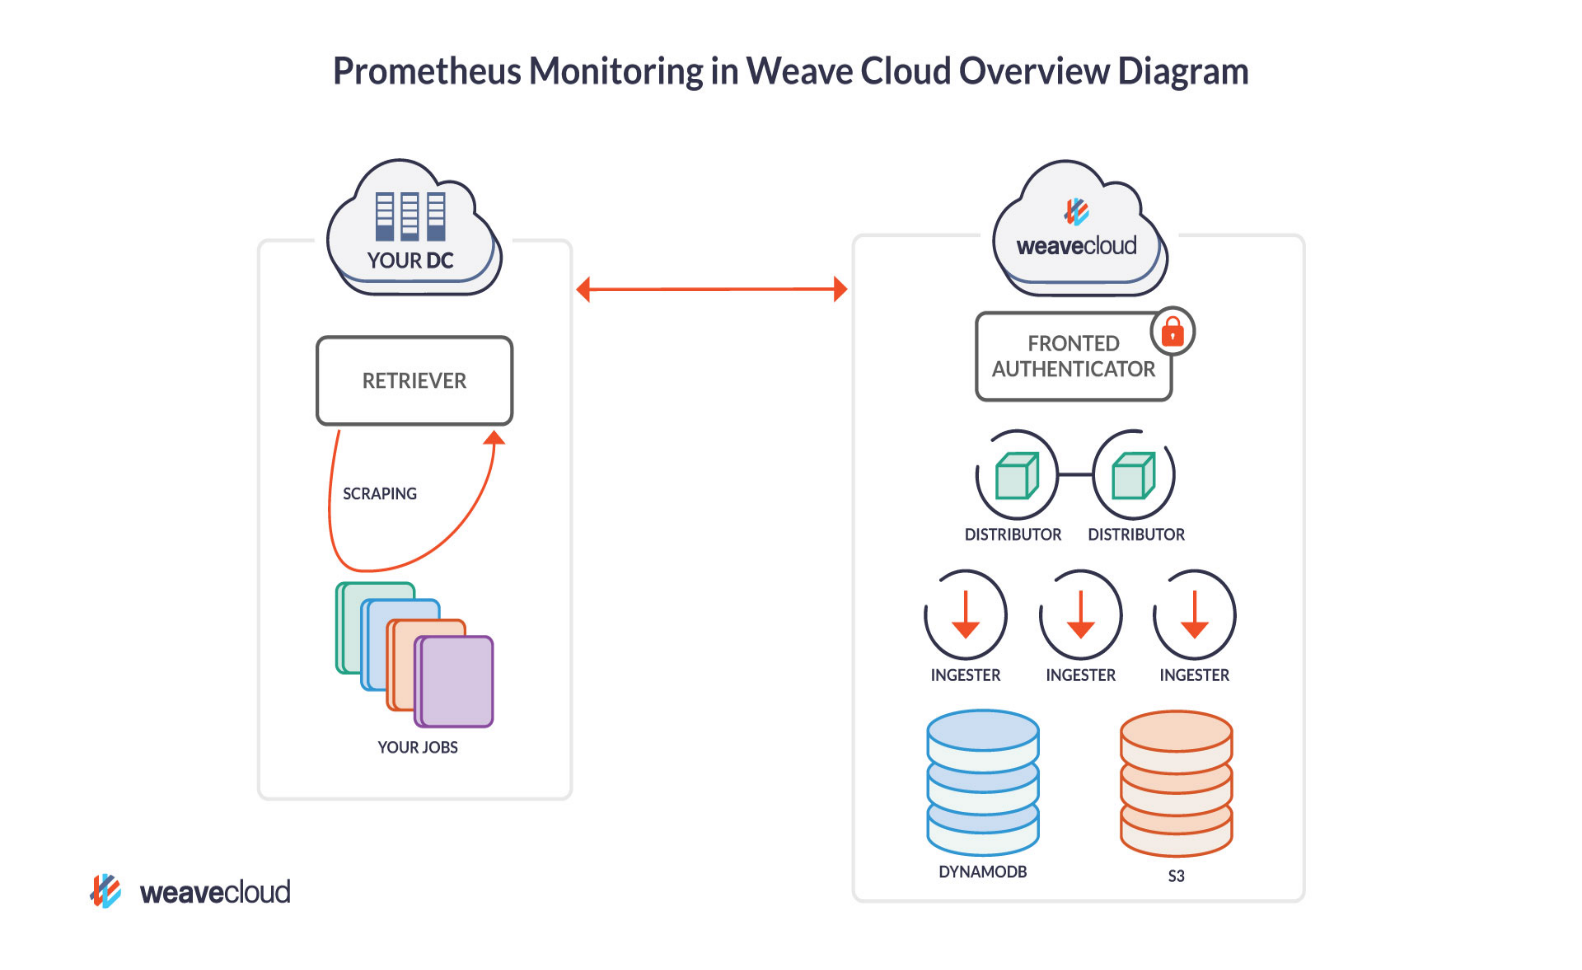 Prometheus Monitoring in Weave Cloud Overview Diagram
YOUR DC
RETRIEVER
SCRAPING
YOUR JOBS
weavecloud
FRONTED
AUTHENTICATOR
DISTRIBUTOR DISTRIBUTOR
INGESTER INGESTER INGESTER
DYNAMODB S3
weavecloud